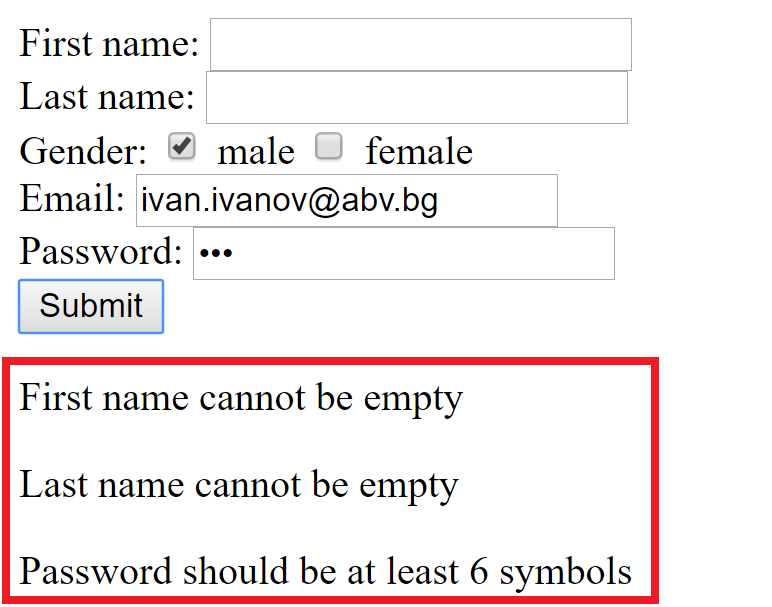 First name:
Last name:
Gender: male female
Email: ivan.ivanov@abv.bg
Password: •••
Submit
First name cannot be empty
Last name cannot be empty
Password should be at least 6 symbols